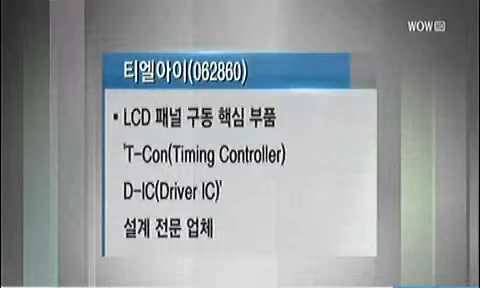 WOW HD
티엘아이(062860)
▪ LCD 패널 구동 핵심 부품
'T-Con(Timing Controller)
D-IC(Driver IC)'
설계 전문 업체